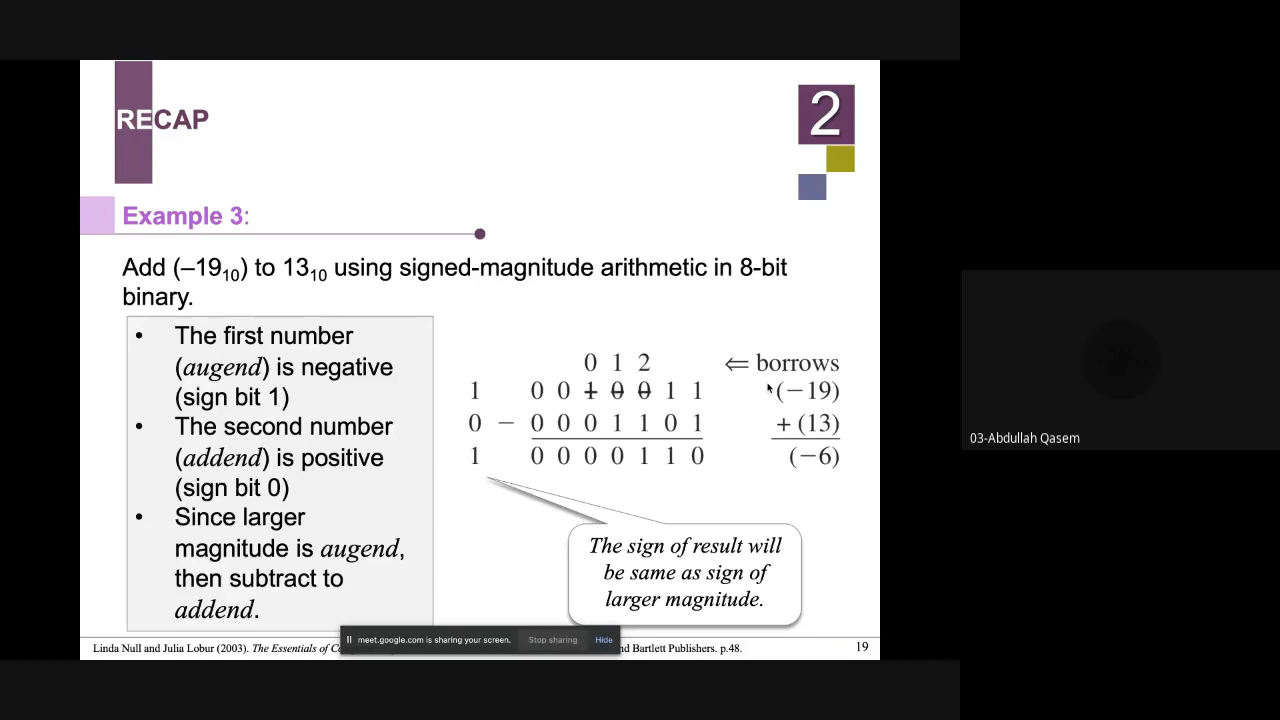 RECAP
2
Example 3:
Add (–19₁₀) to 13₁₀ using signed-magnitude arithmetic in 8-bit
binary.
• The first number
(augend) is negative
(sign bit 1)
• The second number
(addend) is positive
(sign bit 0)
• Since larger
magnitude is augend,
then subtract to
addend.
0 1 2 ⇐ borrows
1 0 0 1 0 0 1 1 (−19)
0 − 0 0 0 1 1 0 1 + (13)
1 0 0 0 0 1 1 0 (−6)
The sign of result will
be same as sign of
larger magnitude.
03-Abdullah Qasem
meet.google.com is sharing your screen. Stop sharing Hide
Linda Null and Julia Lobur (2003). The Essentials of nd Bartlett Publishers. p.48. 19